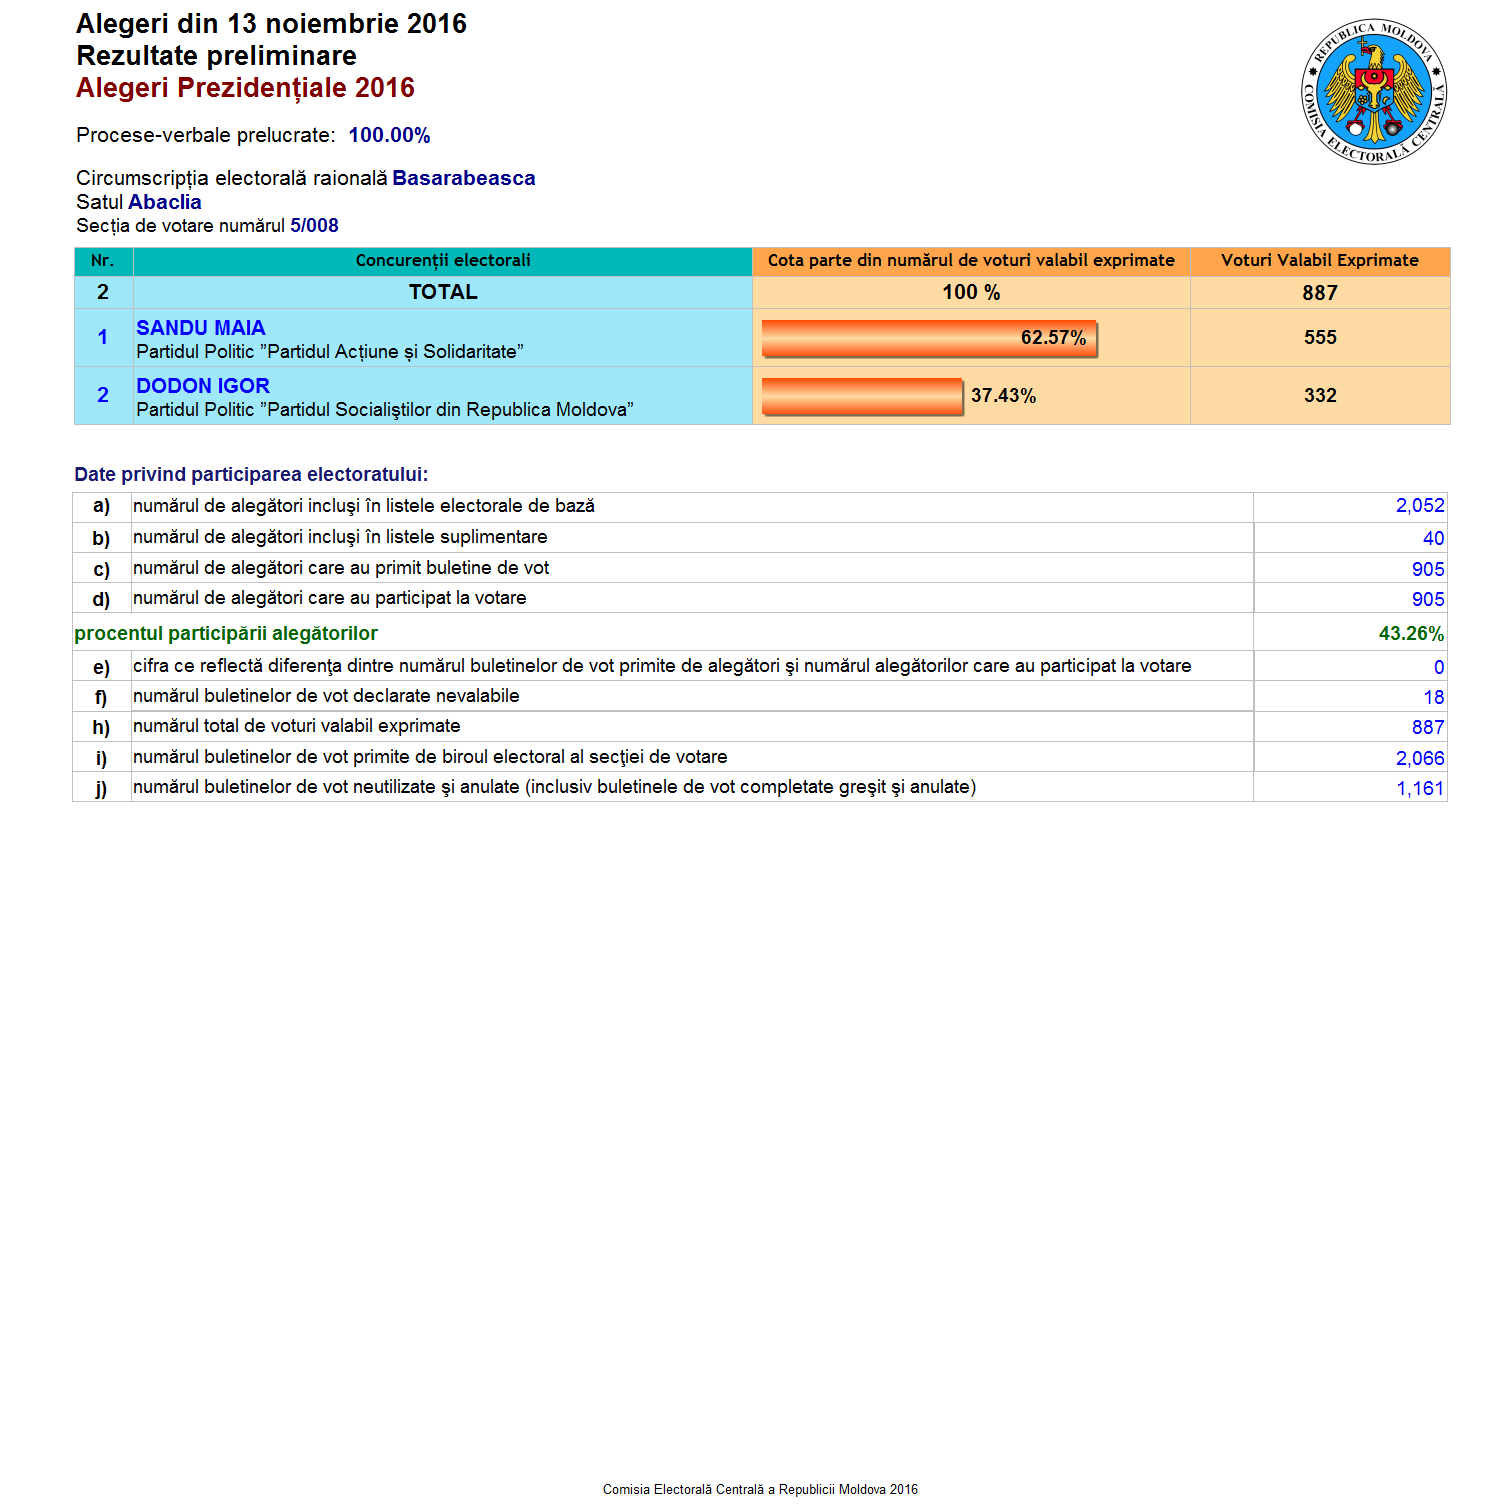 Alegeri din 13 noiembrie 2016
Rezultate preliminare
Alegeri Prezidențiale 2016
REPUBLICA MOLDOVA
COMISIA ELECTORALĂ CENTRALĂ
Procese-verbale prelucrate: 100.00%
Circumscripția electorală raională Basarabeasca
Satul Abaclia
Secția de votare numărul 5/008
Nr. Concurenții electorali Cota parte din numărul de voturi valabil exprimate Voturi Valabil Exprimate
2 TOTAL 100 % 887
1 SANDU MAIA 62.57% 555
Partidul Politic ”Partidul Acțiune și Solidaritate”
2 DODON IGOR 37.43% 332
Partidul Politic ”Partidul Socialiştilor din Republica Moldova”
Date privind participarea electoratului:
a) numărul de alegători incluşi în listele electorale de bază 2,052
b) numărul de alegători incluşi în listele suplimentare 40
c) numărul de alegători care au primit buletine de vot 905
d) numărul de alegători care au participat la votare 905
procentul participării alegătorilor 43.26%
e) cifra ce reflectă diferenţa dintre numărul buletinelor de vot primite de alegători şi numărul alegătorilor care au participat la votare 0
f) numărul buletinelor de vot declarate nevalabile 18
h) numărul total de voturi valabil exprimate 887
i) numărul buletinelor de vot primite de biroul electoral al secţiei de votare 2,066
j) numărul buletinelor de vot neutilizate şi anulate (inclusiv buletinele de vot completate greşit şi anulate) 1,161
Comisia Electorală Centrală a Republicii Moldova 2016